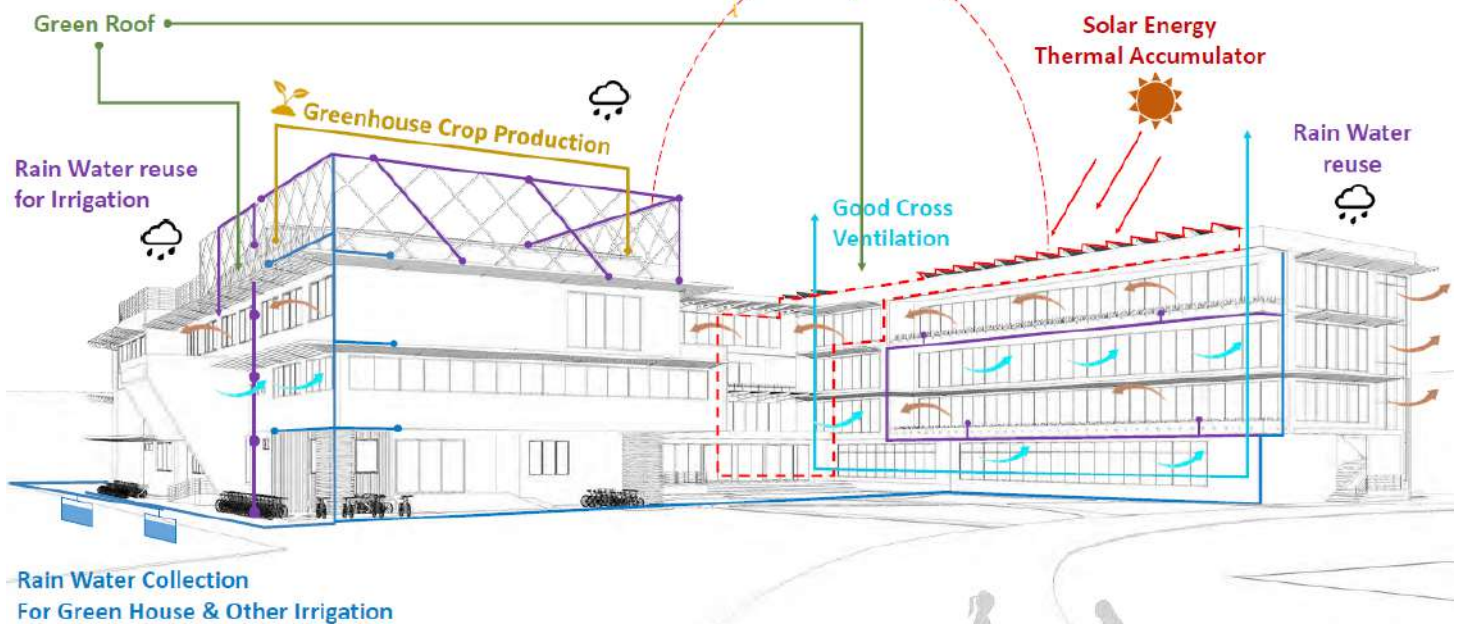 Green Roof
Solar Energy
Thermal Accumulator
Greenhouse Crop Production
Rain Water reuse
for Irrigation
Rain Water
reuse
Good Cross
Ventilation
Rain Water Collection
For Green House & Other Irrigation